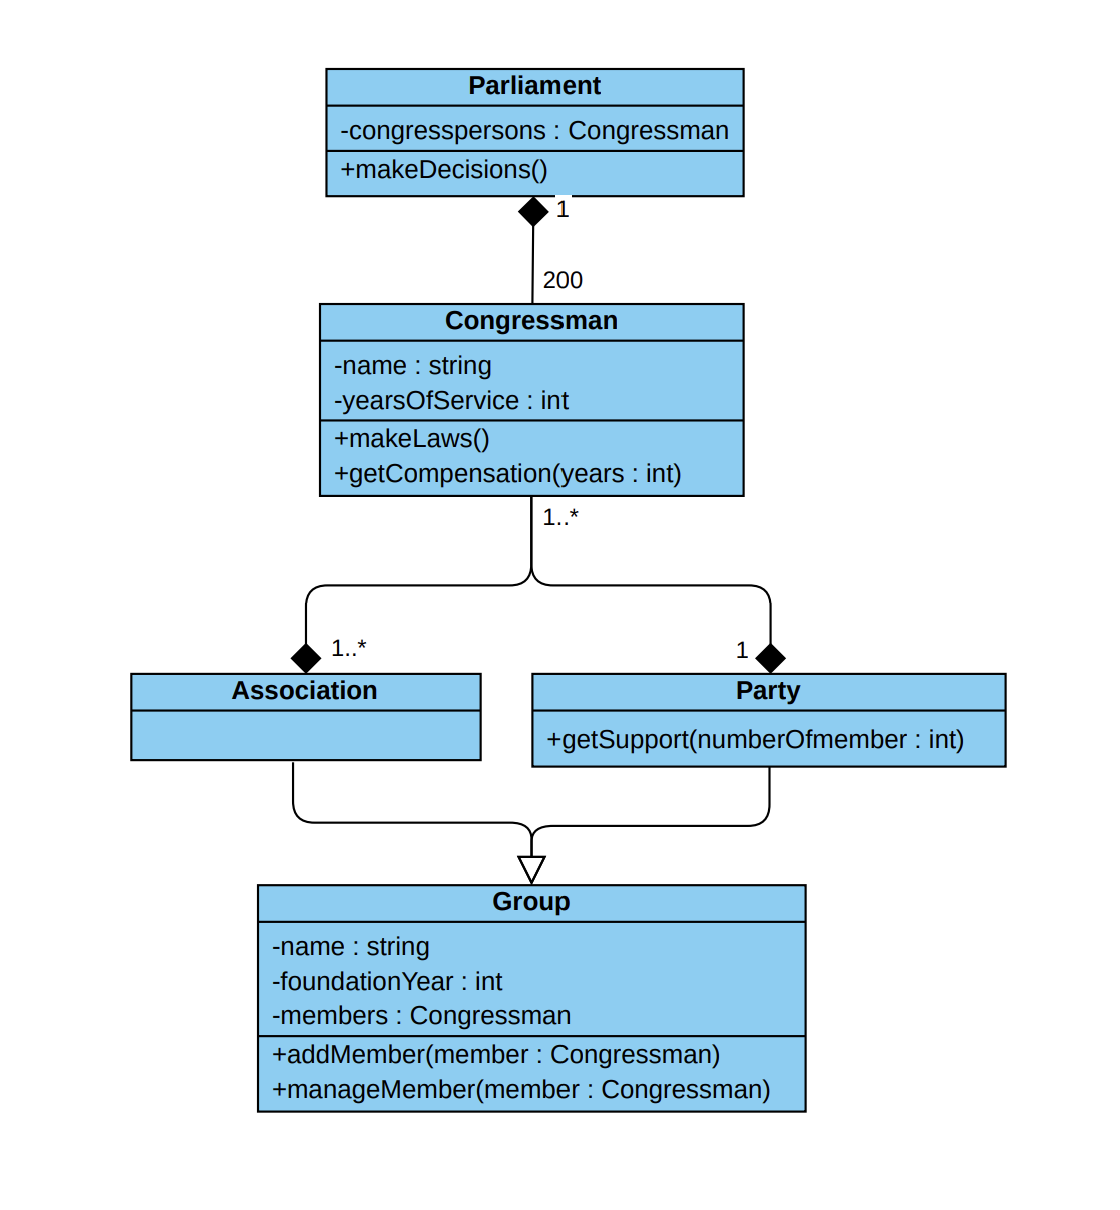 Parliament
-congresspersons : Congressman
+makeDecisions()
1
200
Congressman
-name : string
-yearsOfService : int
+makeLaws()
+getCompensation(years : int)
1..*
1..*
1
Association
Party
+getSupport(numberOfmember : int)
Group
-name : string
-foundationYear : int
-members : Congressman
+addMember(member : Congressman)
+manageMember(member : Congressman)